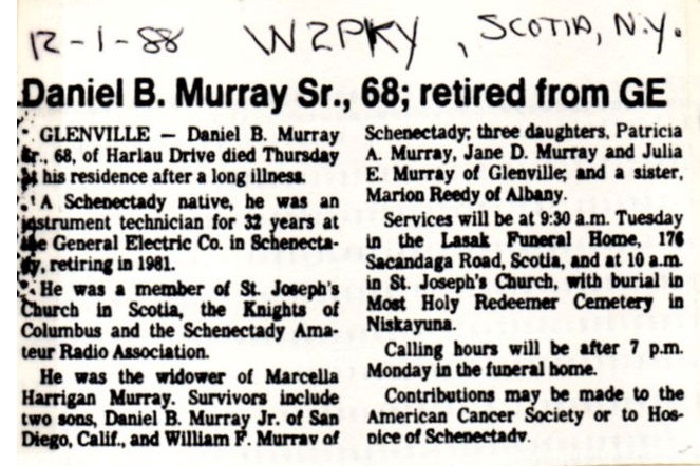 12-1-88 W2PKY, SCOTIA, N.Y.
Daniel B. Murray Sr., 68; retired from GE
GLENVILLE — Daniel B. Murray
Sr., 68, of Harlau Drive died Thursday
at his residence after a long illness.
A Schenectady native, he was an
instrument technician for 32 years at
the General Electric Co. in Schenecta-
dy, retiring in 1981.
He was a member of St. Joseph's
Church in Scotia, the Knights of
Columbus and the Schenectady Ama-
teur Radio Association.
He was the widower of Marcella
Harrigan Murray. Survivors include
two sons, Daniel B. Murray Jr. of San
Diego, Calif., and William F. Murray of
Schenectady; three daughters, Patricia
A. Murray, Jane D. Murray and Julia
E. Murray of Glenville; and a sister,
Marion Reedy of Albany.
Services will be at 9:30 a.m. Tuesday
in the Lasak Funeral Home, 176
Sacandaga Road, Scotia, and at 10 a.m.
in St. Joseph's Church, with burial in
Most Holy Redeemer Cemetery in
Niskayuna.
Calling hours will be after 7 p.m.
Monday in the funeral home.
Contributions may be made to the
American Cancer Society or to Hos-
pice of Schenectady.